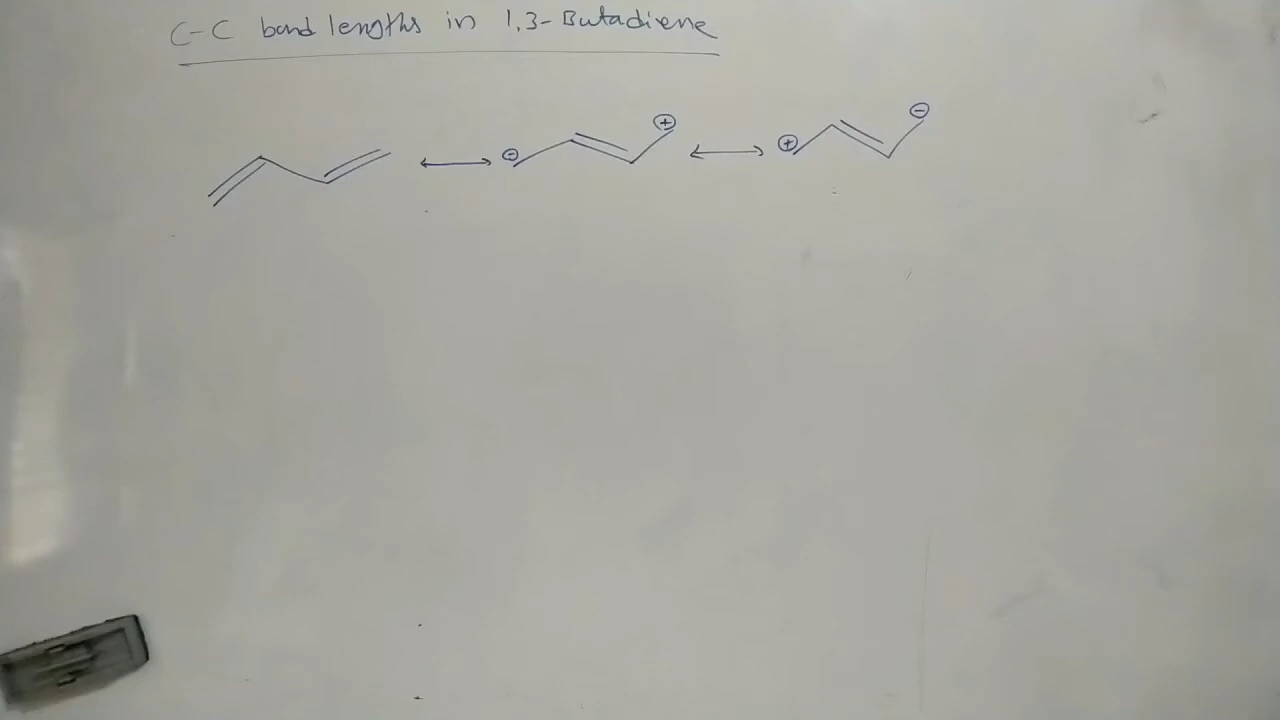 C-C bond lengths in 1,3-Butadiene
⊖ ⊕ ⊕ ⊖